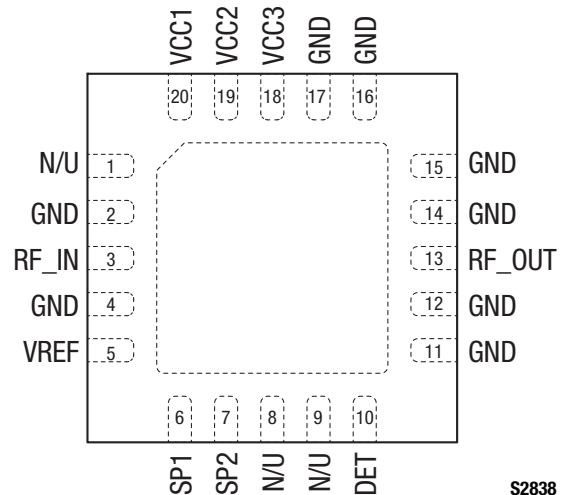 VCC1 VCC2 VCC3 GND GND
20 19 18 17 16
N/U 1 15 GND
GND 2 14 GND
RF_IN 3 13 RF_OUT
GND 4 12 GND
VREF 5 11 GND
6 7 8 9 10
SP1 SP2 N/U N/U DET
S2838